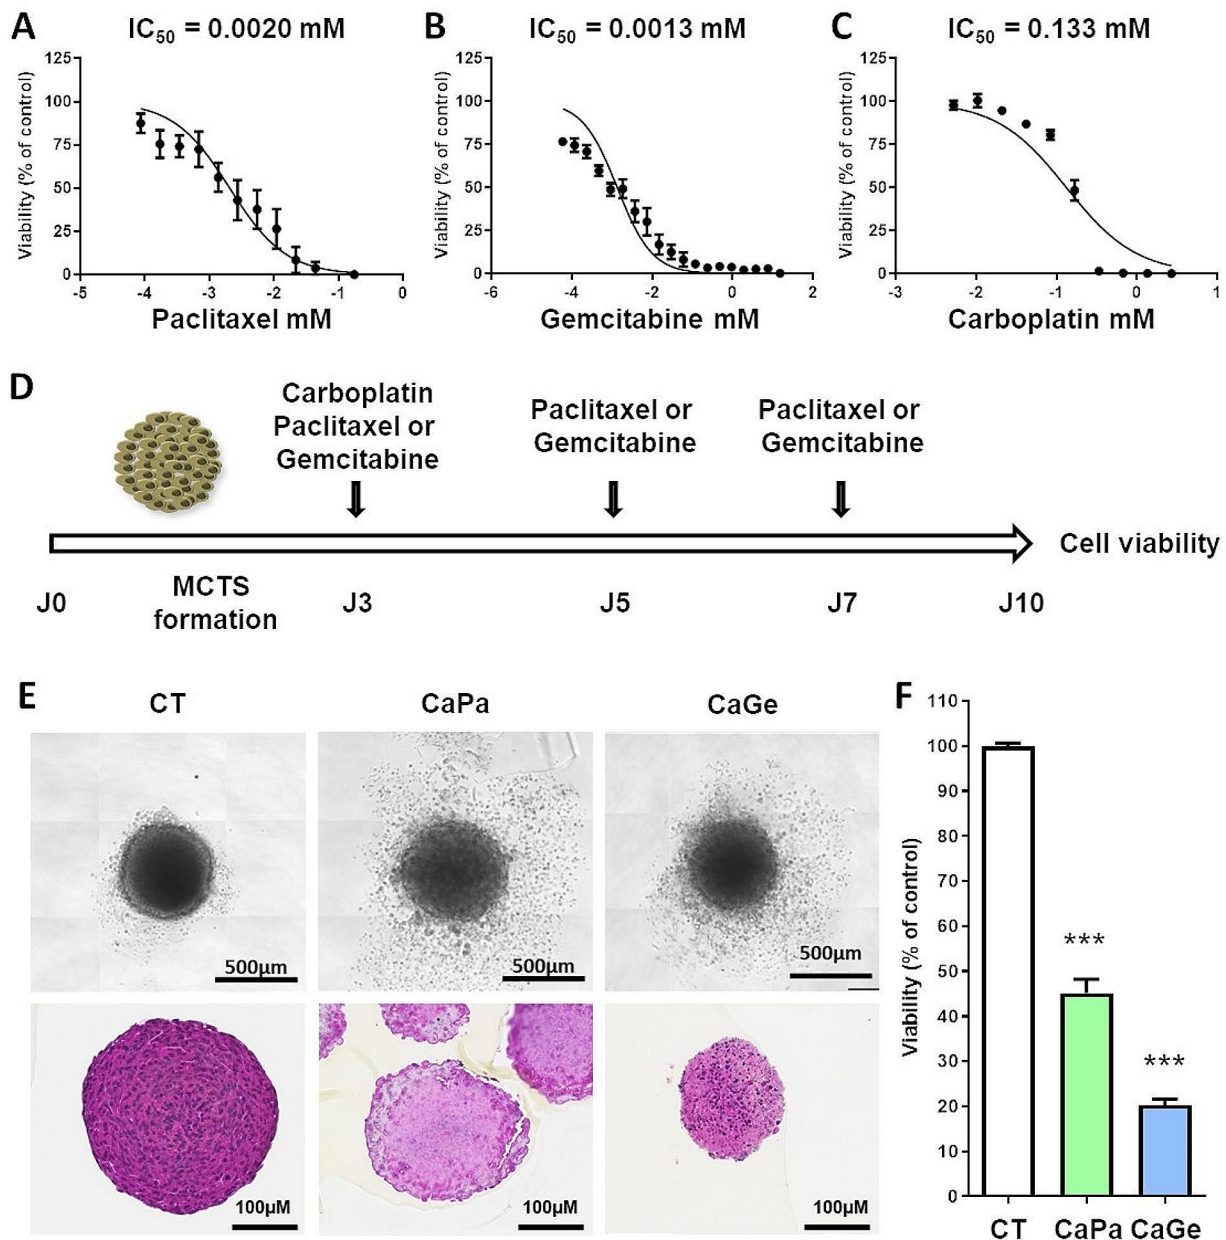 A
IC50 = 0.0020 mM
125
100
75
50
25
0
Viability (% of control)
-5
-4
-3
-2
-1
0
Paclitaxel mM
B
IC50 = 0.0013 mM
125
100
75
50
25
0
Viability (% of control)
-6
-4
-2
0
2
Gemcitabine mM
C
IC50 = 0.133 mM
125
100
75
50
25
0
Viability (% of control)
-3
-2
-1
0
1
Carboplatin mM
D
Carboplatin
Paclitaxel or
Gemcitabine
Paclitaxel or
Gemcitabine
Paclitaxel or
Gemcitabine
Cell viability
J0
MCTS
formation
J3
J5
J7
J10
E
CT
CaPa
CaGe
500µm
500µm
500µm
100µM
100µM
100µM
F
110
100
90
80
70
60
50
40
30
20
10
0
Viability (% of control)
***
***
CT
CaPa
CaGe